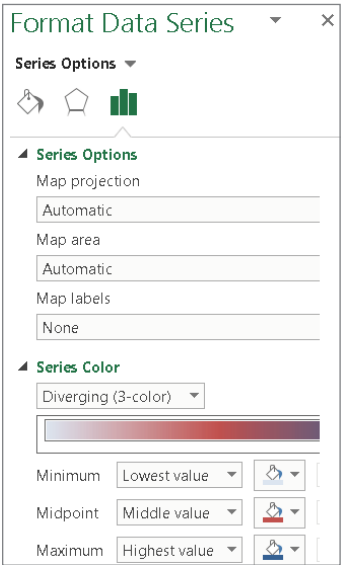 Format Data Series
Series Options
Series Options
Map projection
Automatic
Map area
Automatic
Map labels
None
Series Color
Diverging (3-color)
Minimum Lowest value
Midpoint Middle value
Maximum Highest value